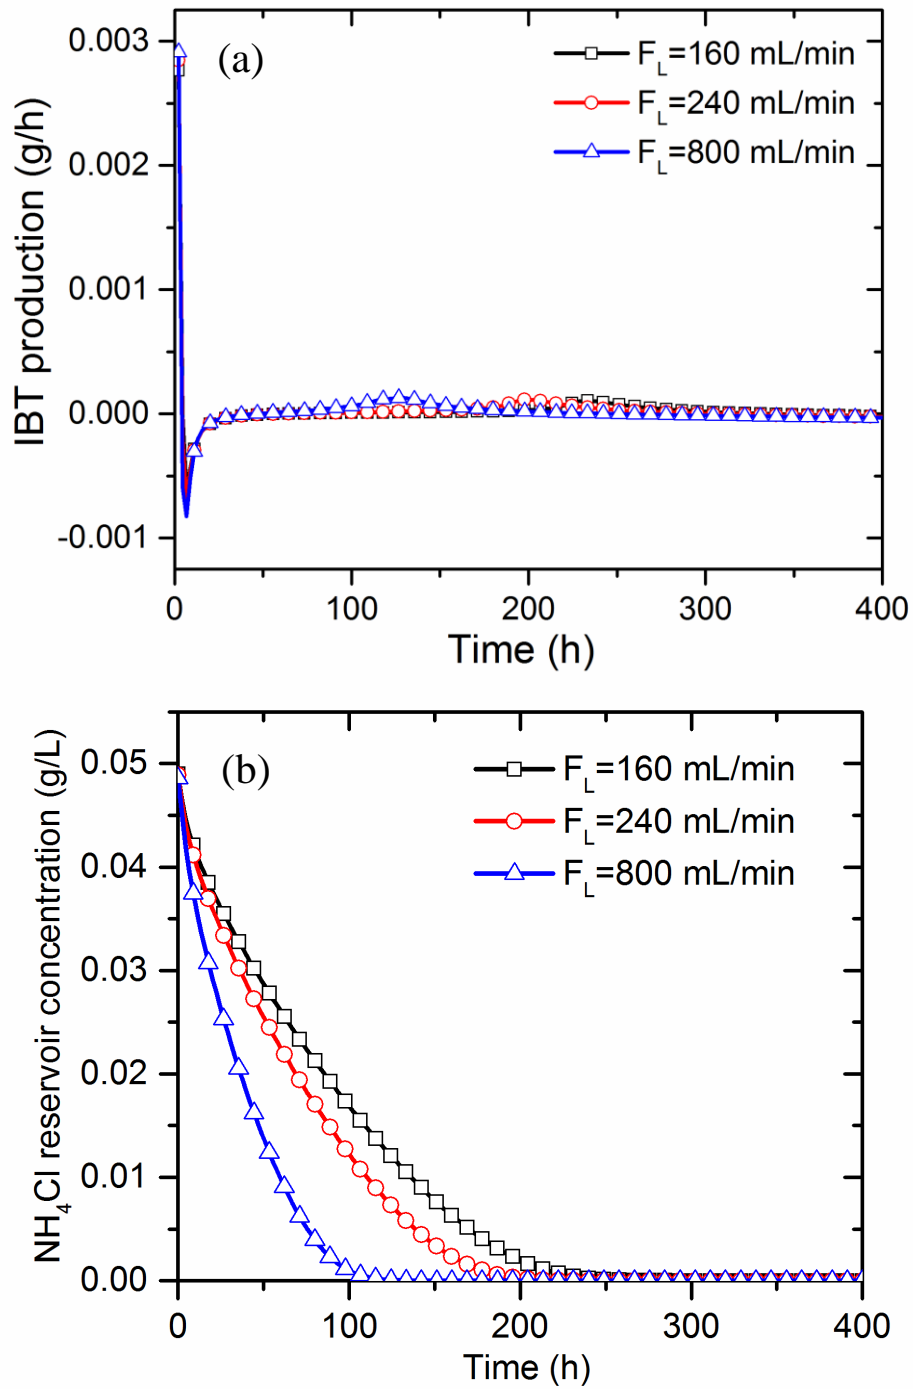 (a)
F_L=160 mL/min
F_L=240 mL/min
F_L=800 mL/min
IBT production (g/h)
0.003
0.002
0.001
0.000
-0.001
0 100 200 300 400
Time (h)
(b)
F_L=160 mL/min
F_L=240 mL/min
F_L=800 mL/min
NH₄Cl reservoir concentration (g/L)
0.05
0.04
0.03
0.02
0.01
0.00
0 100 200 300 400
Time (h)